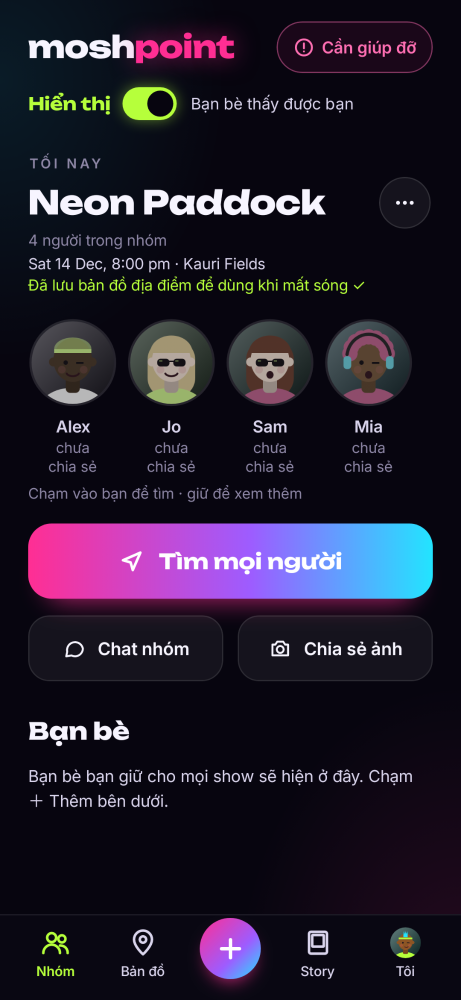 moshpoint
Cần giúp đỡ
Hiển thị
Bạn bè thấy được bạn
TỐI NAY
Neon Paddock
4 người trong nhóm
Sat 14 Dec, 8:00 pm · Kauri Fields
Đã lưu bản đồ địa điểm để dùng khi mất sóng ✓
Alex
chưa
chia sẻ
Jo
chưa
chia sẻ
Sam
chưa
chia sẻ
Mia
chưa
chia sẻ
Chạm vào bạn để tìm · giữ để xem thêm
Tìm mọi người
Chat nhóm
Chia sẻ ảnh
Bạn bè
Bạn bè bạn giữ cho mọi show sẽ hiện ở đây. Chạm
＋ Thêm bên dưới.
Nhóm
Bản đồ
Story
Tôi